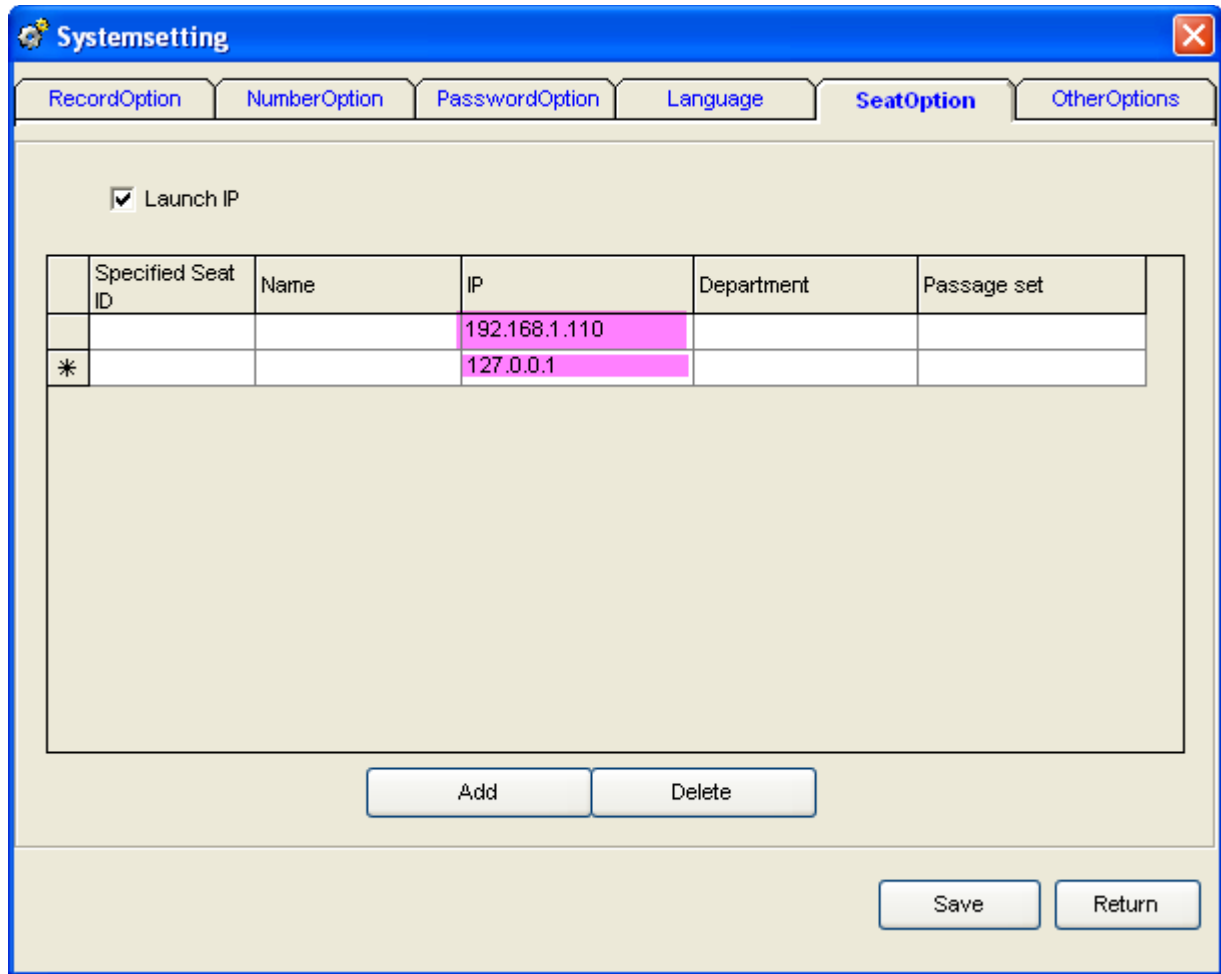 Systemsetting
RecordOption NumberOption PasswordOption Language SeatOption OtherOptions
Launch IP
Specified Seat ID Name IP Department Passage set
192.168.1.110
127.0.0.1
Add Delete
Save Return